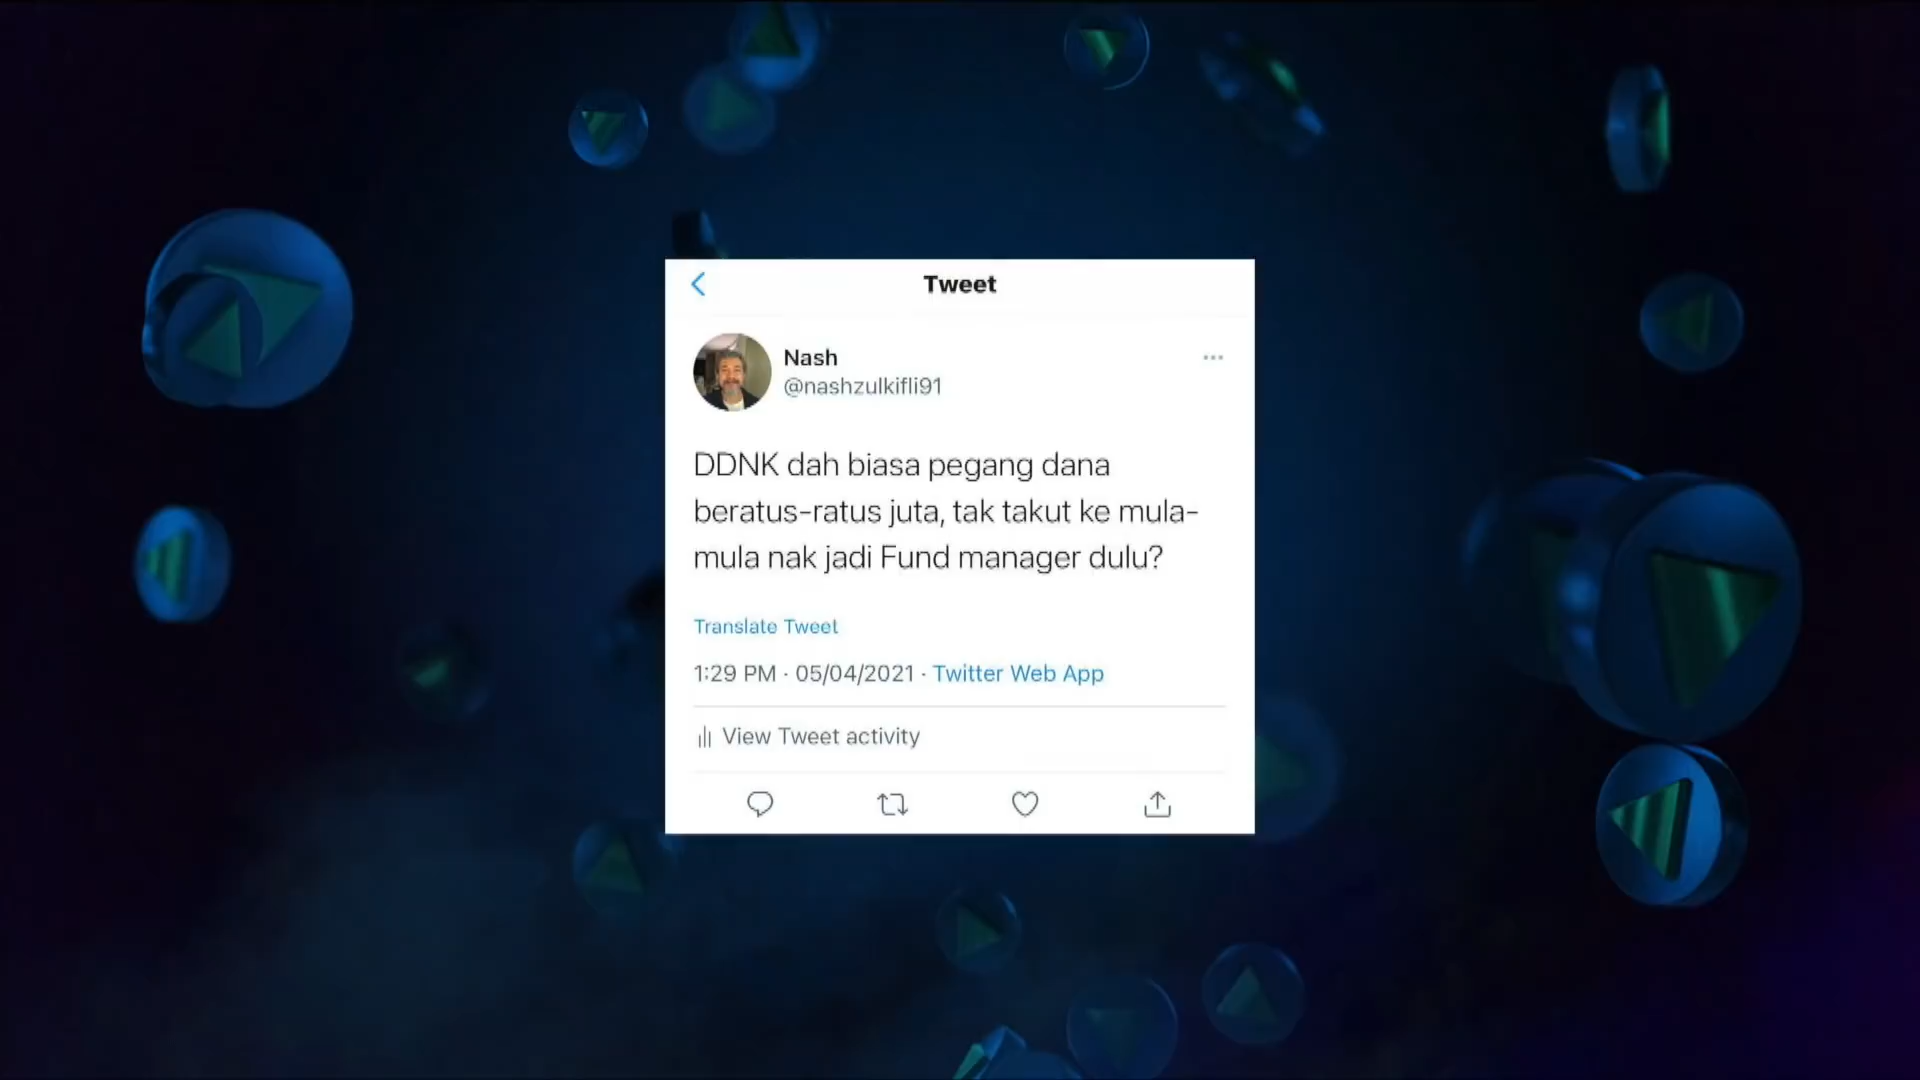 Tweet
Nash
@nashzulkifli91
DDNK dah biasa pegang dana
beratus-ratus juta, tak takut ke mula-
mula nak jadi Fund manager dulu?
Translate Tweet
1:29 PM · 05/04/2021 · Twitter Web App
View Tweet activity